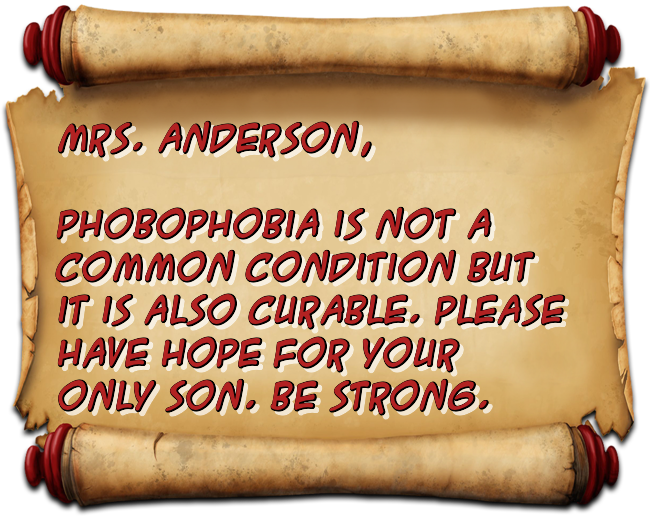 MRS. ANDERSON,
PHOBOPHOBIA IS NOT A
COMMON CONDITION BUT
IT IS ALSO CURABLE. PLEASE
HAVE HOPE FOR YOUR
ONLY SON. BE STRONG.